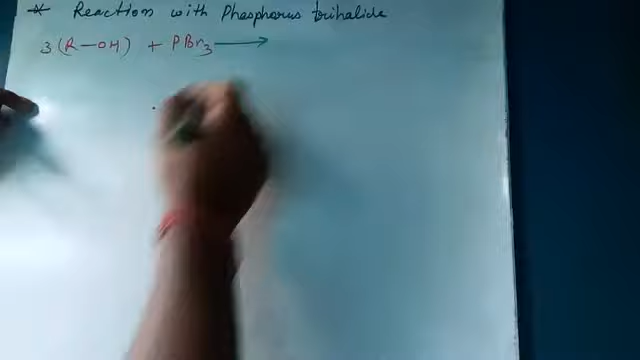 * Reaction with Phosphorus trihalide
3 (R—OH) + PBr₃ ⟶